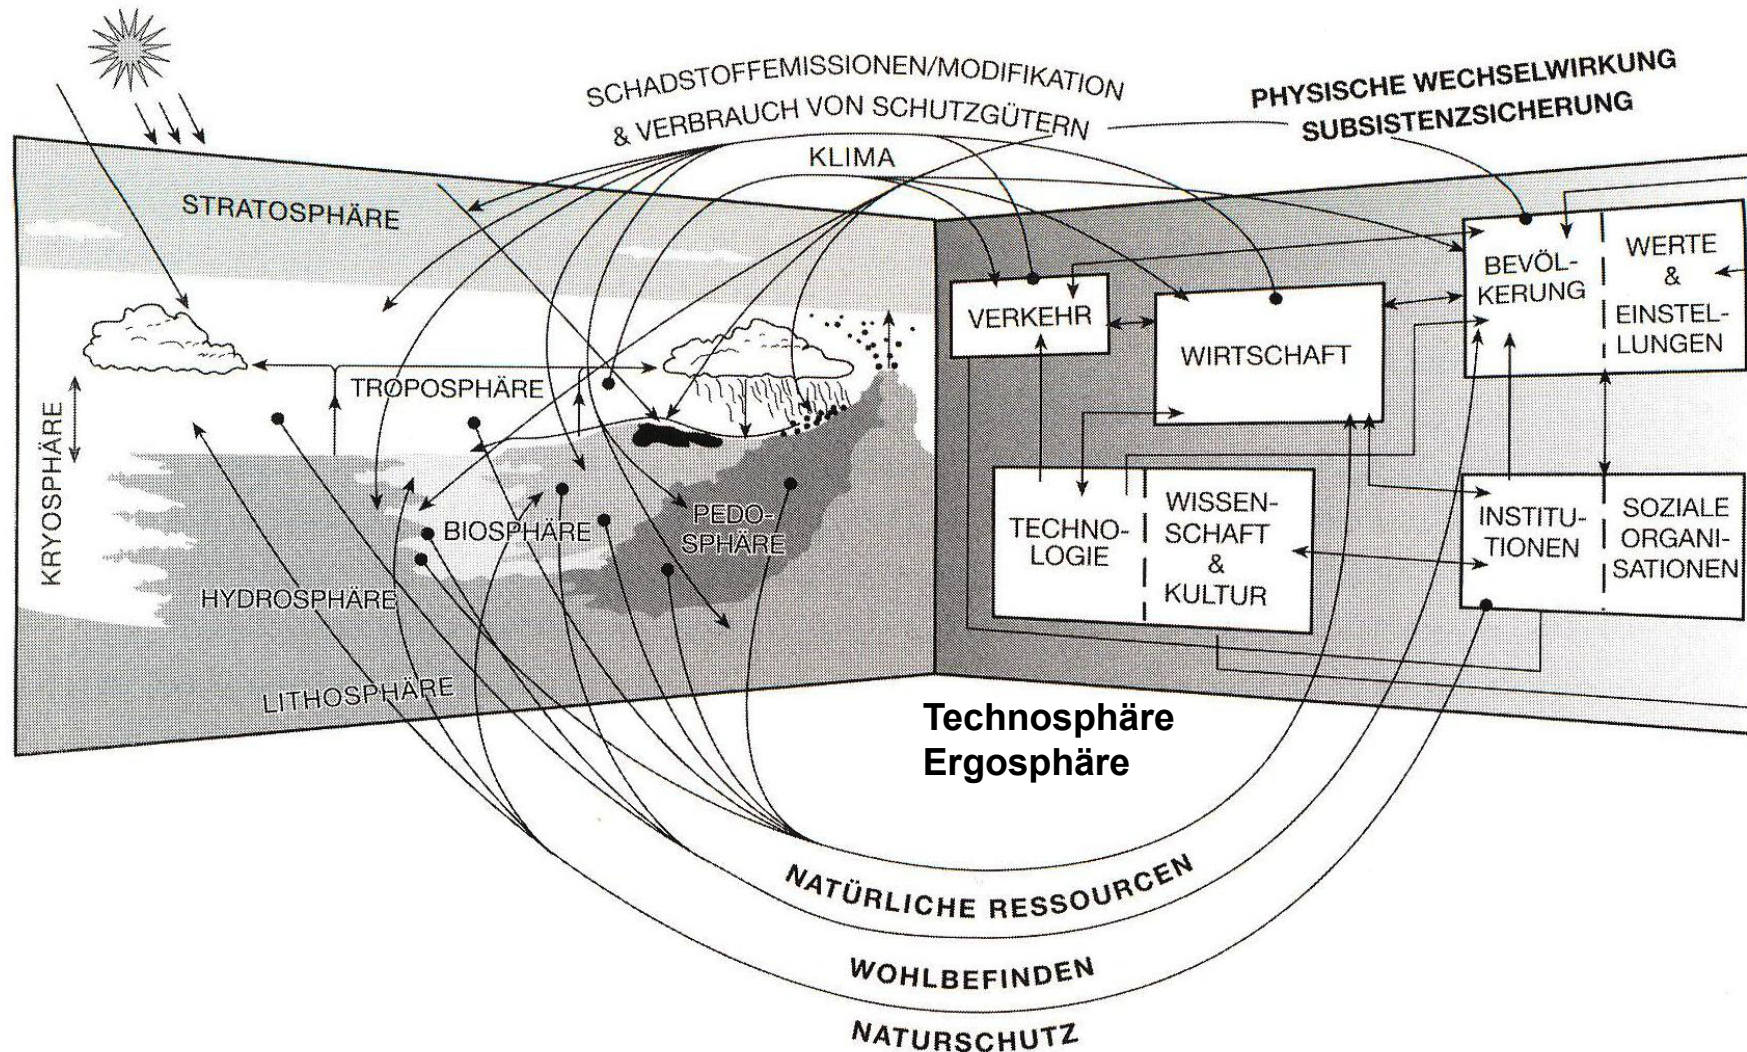 SCHADSTOFFEMISSIONEN/MODIFIKATION
& VERBRAUCH VON SCHUTZGÜTERN
KLIMA
PHYSISCHE WECHSELWIRKUNG
SUBSISTENZSICHERUNG
STRATOSPHÄRE
TROPOSPHÄRE
KRYOSPHÄRE
BIOSPHÄRE
PEDO-
SPHÄRE
HYDROSPHÄRE
LITHOSPHÄRE
VERKEHR
WIRTSCHAFT
BEVÖL-
KERUNG
WERTE
&
EINSTEL-
LUNGEN
TECHNO-
LOGIE
WISSEN-
SCHAFT
&
KULTUR
INSTITU-
TIONEN
SOZIALE
ORGANI-
SATIONEN
Technosphäre
Ergosphäre
NATÜRLICHE RESSOURCEN
WOHLBEFINDEN
NATURSCHUTZ